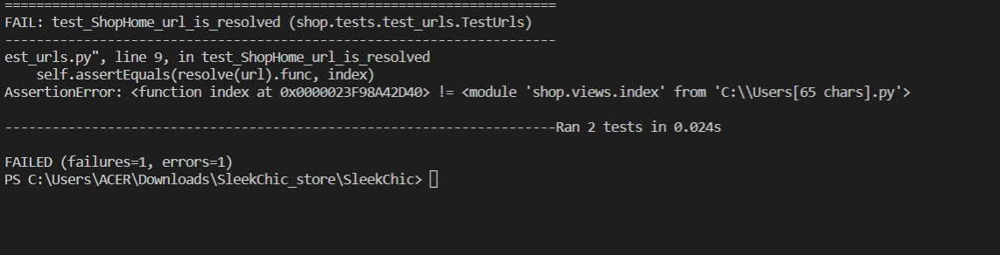 ======================================================================
FAIL: test_ShopHome_url_is_resolved (shop.tests.test_urls.TestUrls)
----------------------------------------------------------------------
est_urls.py", line 9, in test_ShopHome_url_is_resolved
    self.assertEquals(resolve(url).func, index)
AssertionError: <function index at 0x0000023F98A42D40> != <module 'shop.views.index' from 'C:\\Users[65 chars].py'>
----------------------------------------------------------------------Ran 2 tests in 0.024s
FAILED (failures=1, errors=1)
PS C:\Users\ACER\Downloads\SleekChic_store\SleekChic>